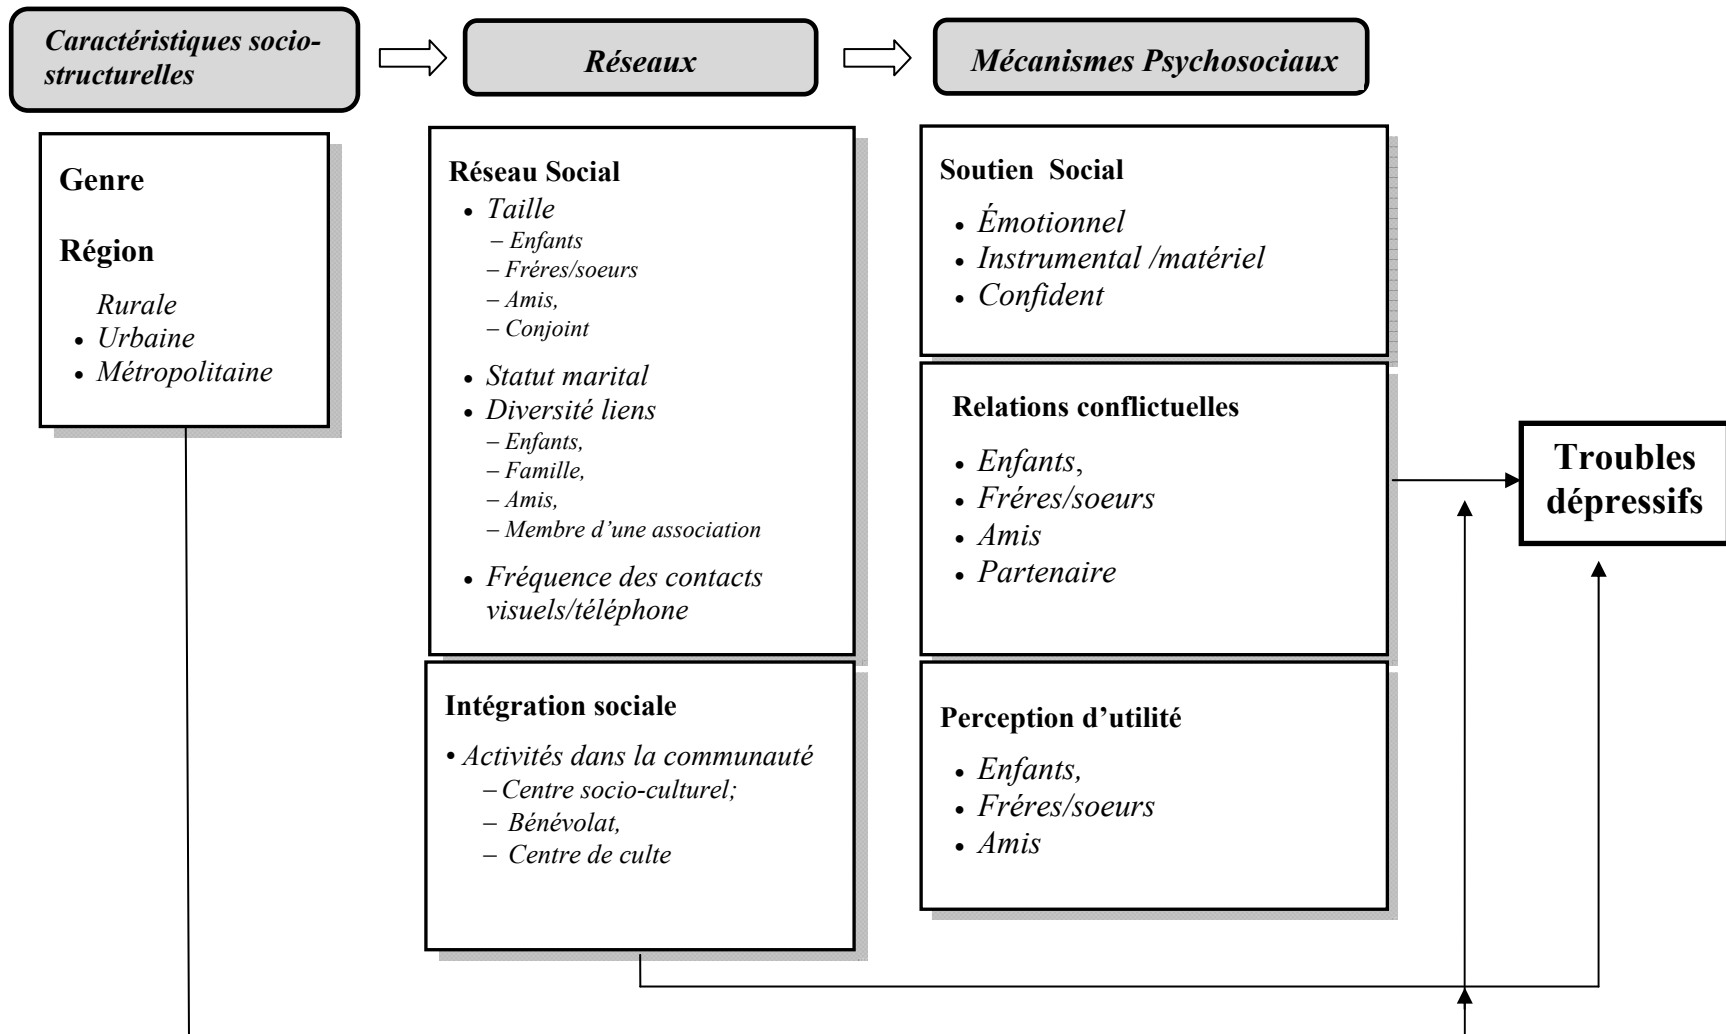 Caractéristiques socio-
structurelles
Réseaux
Mécanismes Psychosociaux
Genre
Région
Rurale
• Urbaine
• Métropolitaine
Réseau Social
• Taille
– Enfants
– Fréres/soeurs
– Amis,
– Conjoint
• Statut marital
• Diversité liens
– Enfants,
– Famille,
– Amis,
– Membre d’une association
• Fréquence des contacts
visuels/téléphone
Intégration sociale
• Activités dans la communauté
– Centre socio-culturel;
– Bénévolat,
– Centre de culte
Soutien Social
• Émotionnel
• Instrumental /matériel
• Confident
Relations conflictuelles
• Enfants,
• Fréres/soeurs
• Amis
• Partenaire
Perception d’utilité
• Enfants,
• Fréres/soeurs
• Amis
Troubles
dépressifs